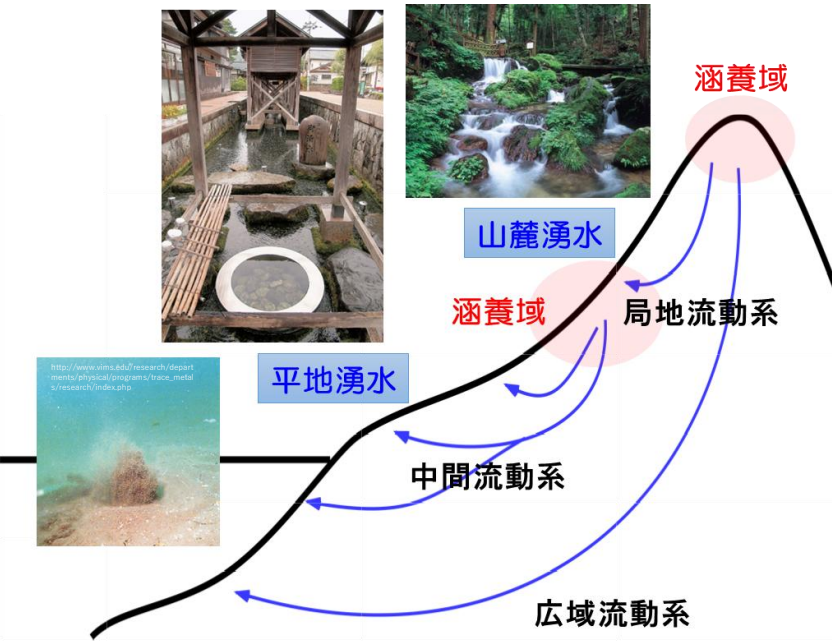 涵養域
山麓湧水
涵養域
局地流動系
平地湧水
http://www.vims.edu/research/depart
ments/physical/programs/trace_metal
s/research/index.php
中間流動系
広域流動系